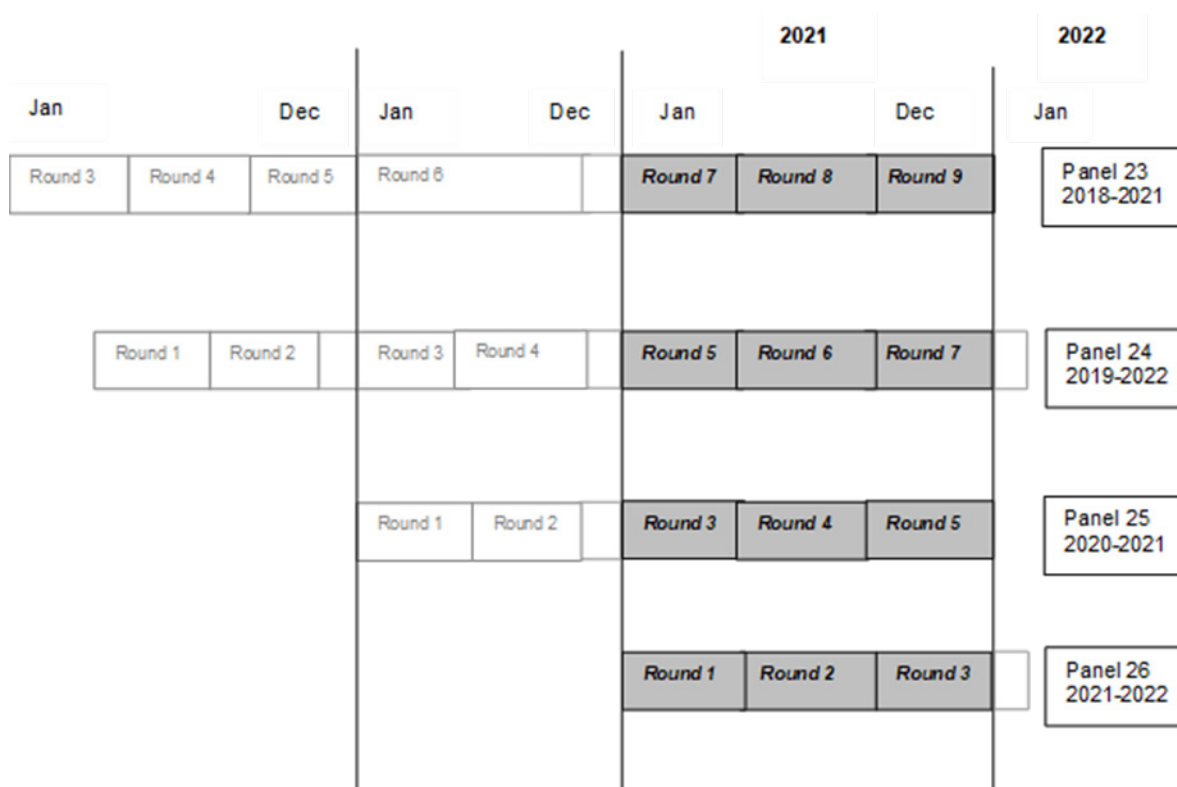 2021 2022
Jan Dec Jan Dec Jan Dec Jan
Round 3 Round 4 Round 5 Round 6 Round 7 Round 8 Round 9 Panel 23
2018-2021
Round 1 Round 2 Round 3 Round 4 Round 5 Round 6 Round 7 Panel 24
2019-2022
Round 1 Round 2 Round 3 Round 4 Round 5 Panel 25
2020-2021
Round 1 Round 2 Round 3 Panel 26
2021-2022